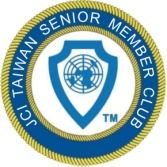 JCI TAIWAN SENIOR MEMBER CLUB
TM